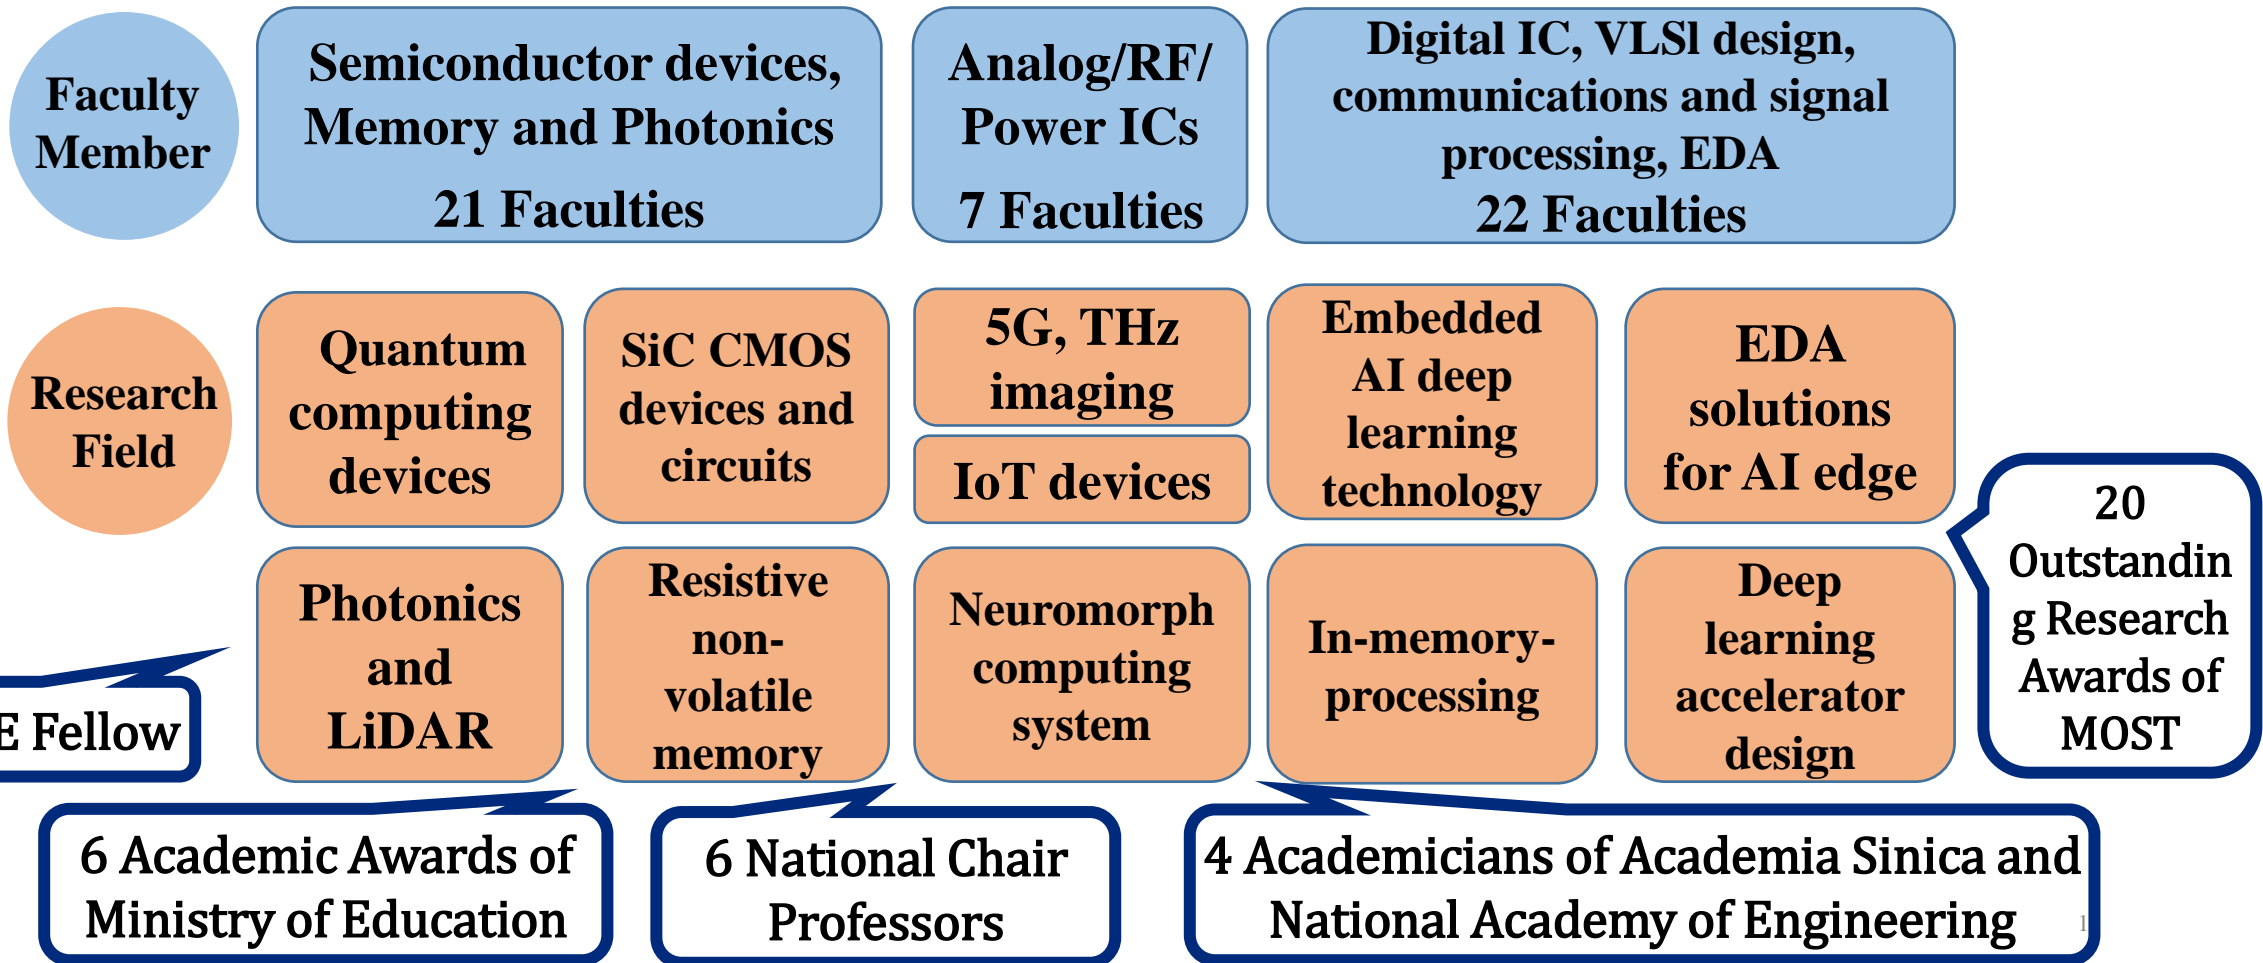 Faculty
Member
Semiconductor devices,
Memory and Photonics
21 Faculties
Analog/RF/
Power ICs
7 Faculties
Digital IC, VLSl design,
communications and signal
processing, EDA
22 Faculties
Research
Field
Quantum
computing
devices
SiC CMOS
devices and
circuits
5G, THz
imaging
IoT devices
Embedded
AI deep
learning
technology
EDA
solutions
for AI edge
Photonics
and
LiDAR
Resistive
non-
volatile
memory
Neuromorph
computing
system
In-memory-
processing
Deep
learning
accelerator
design
20
Outstandin
g Research
Awards of
MOST
E Fellow
6 Academic Awards of
Ministry of Education
6 National Chair
Professors
4 Academicians of Academia Sinica and
National Academy of Engineering
1